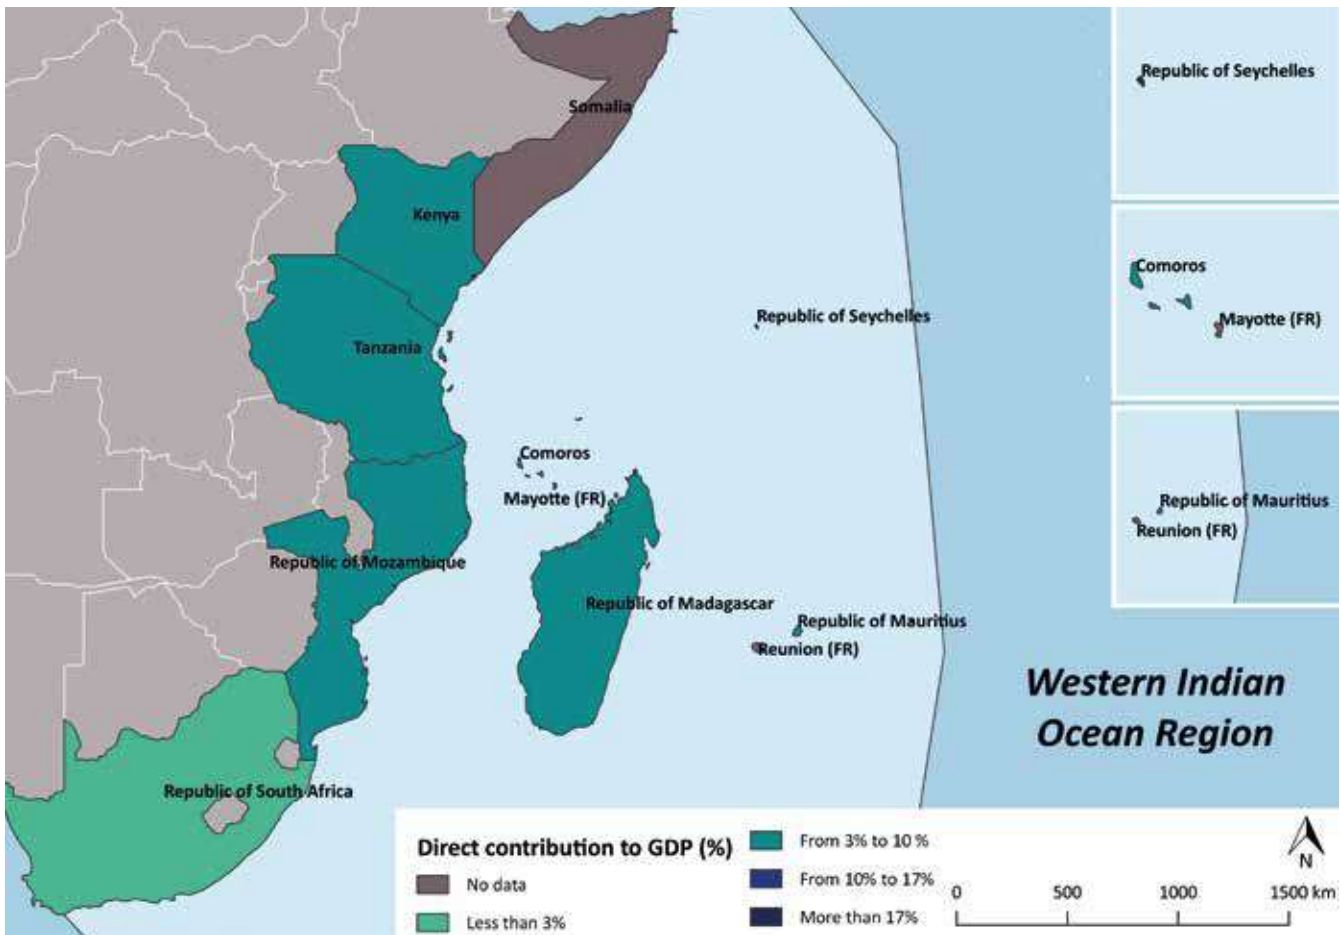 Republic of Seychelles
Somalia
Kenya
Comoros
Republic of Seychelles
Mayotte (FR)
Tanzania
Comoros
Mayotte (FR)
Republic of Mauritius
Reunion (FR)
Republic of Mozambique
Republic of Madagascar
Republic of Mauritius
Reunion (FR)
Western Indian
Ocean Region
Republic of South Africa
Direct contribution to GDP (%)
No data
Less than 3%
From 3% to 10 %
From 10% to 17%
More than 17%
N
0 500 1000 1500 km